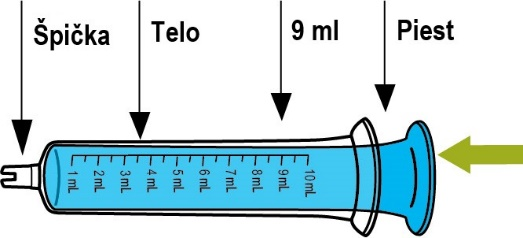 Špička
Telo
9 ml
Piest
1 mL
2 mL
3 mL
4 mL
5 mL
6 mL
7 mL
8 mL
9 mL
10 mL